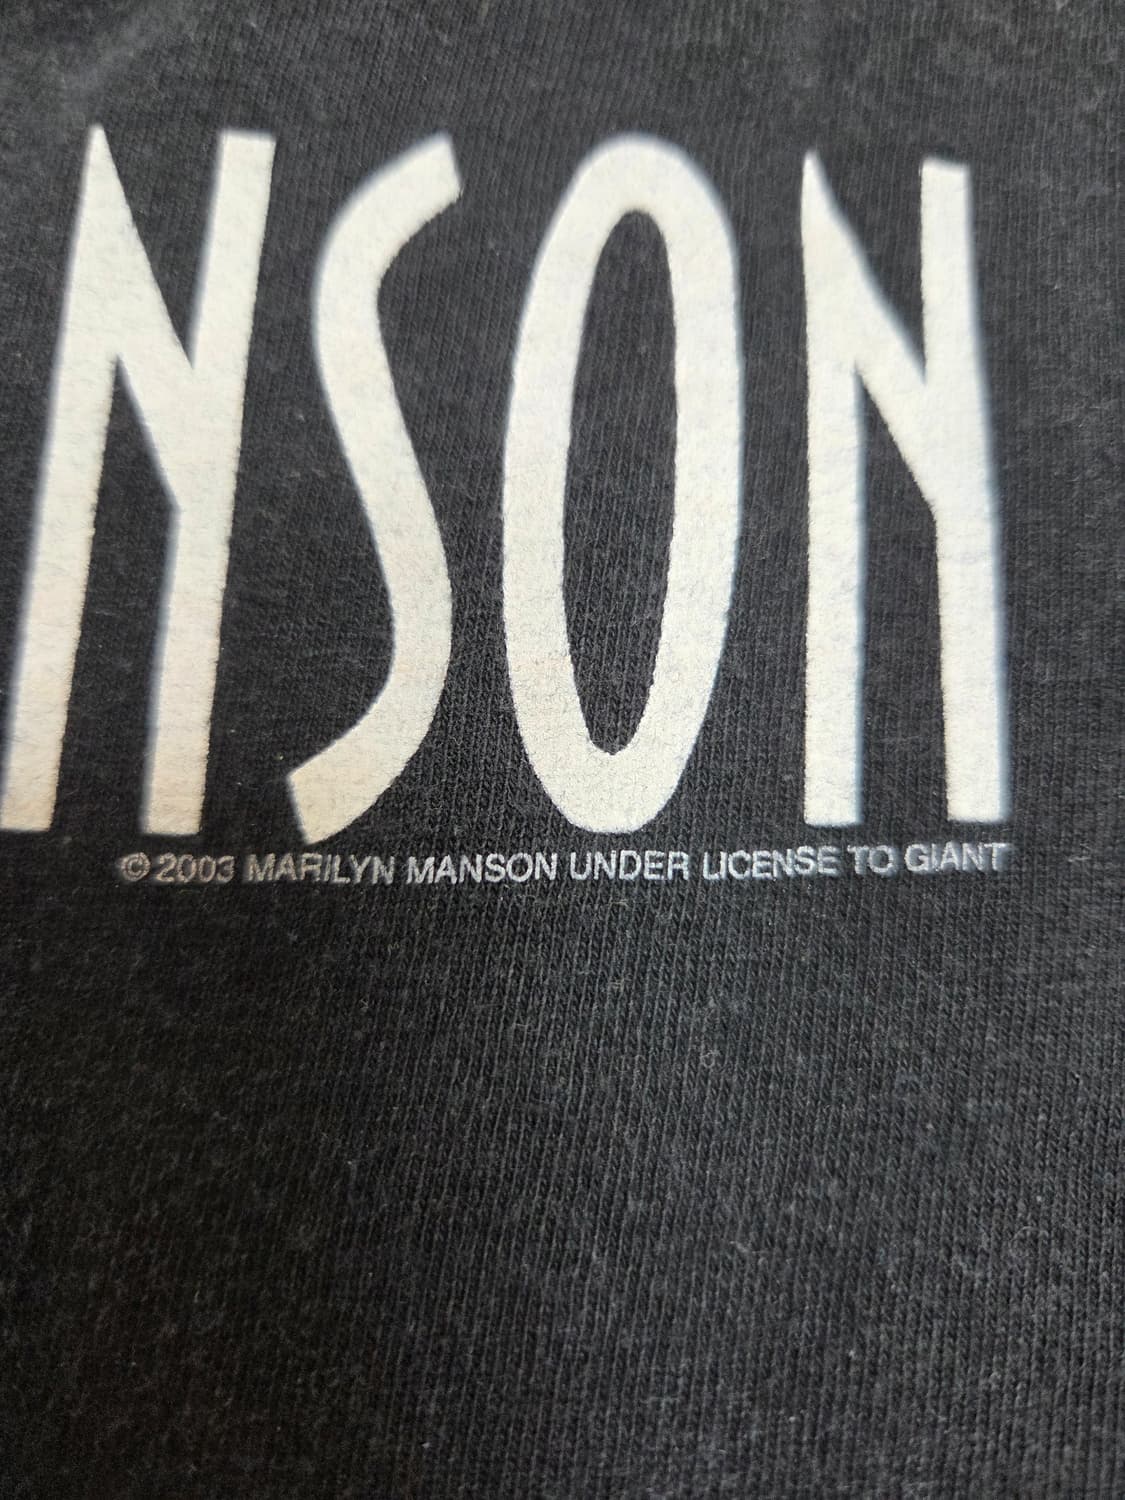 NSON
© 2003 MARILYN MANSON UNDER LICENSE TO GIANT